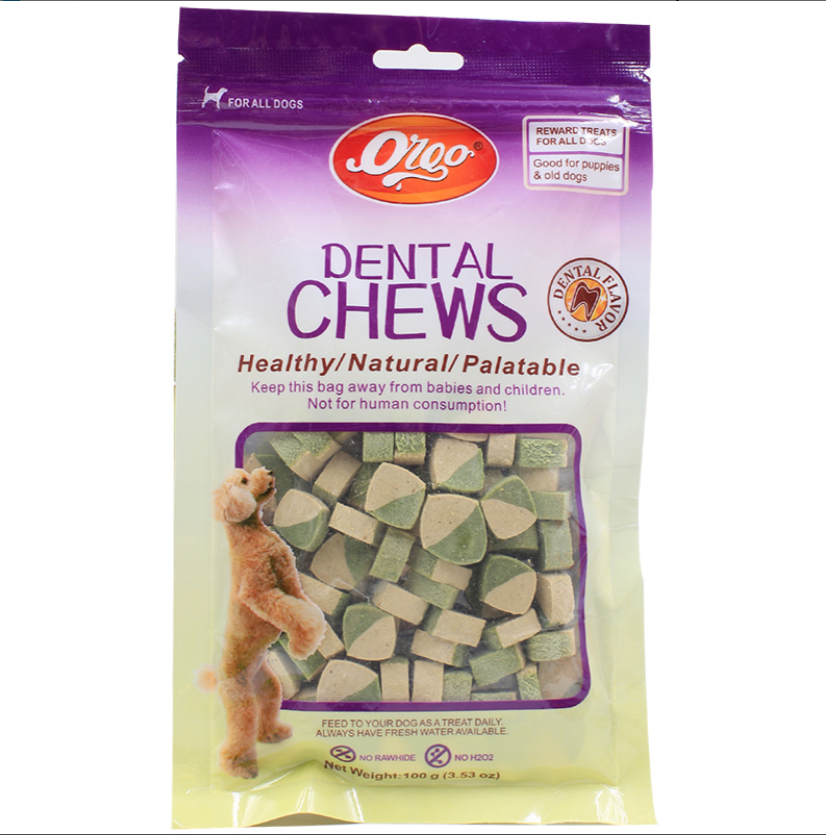 FOR ALL DOGS
Oroo®
REWARD TREATS
FOR ALL DOGS
Good for puppies
& old dogs
DENTAL
CHEWS
DENTAL FLAVOR
Healthy/Natural/Palatable
Keep this bag away from babies and children.
Not for human consumption!
FEED TO YOUR DOG AS A TREAT DAILY.
ALWAYS HAVE FRESH WATER AVAILABLE.
NO RAWHIDE
NO H2O2
Net Weight:100 g (3.53 oz)